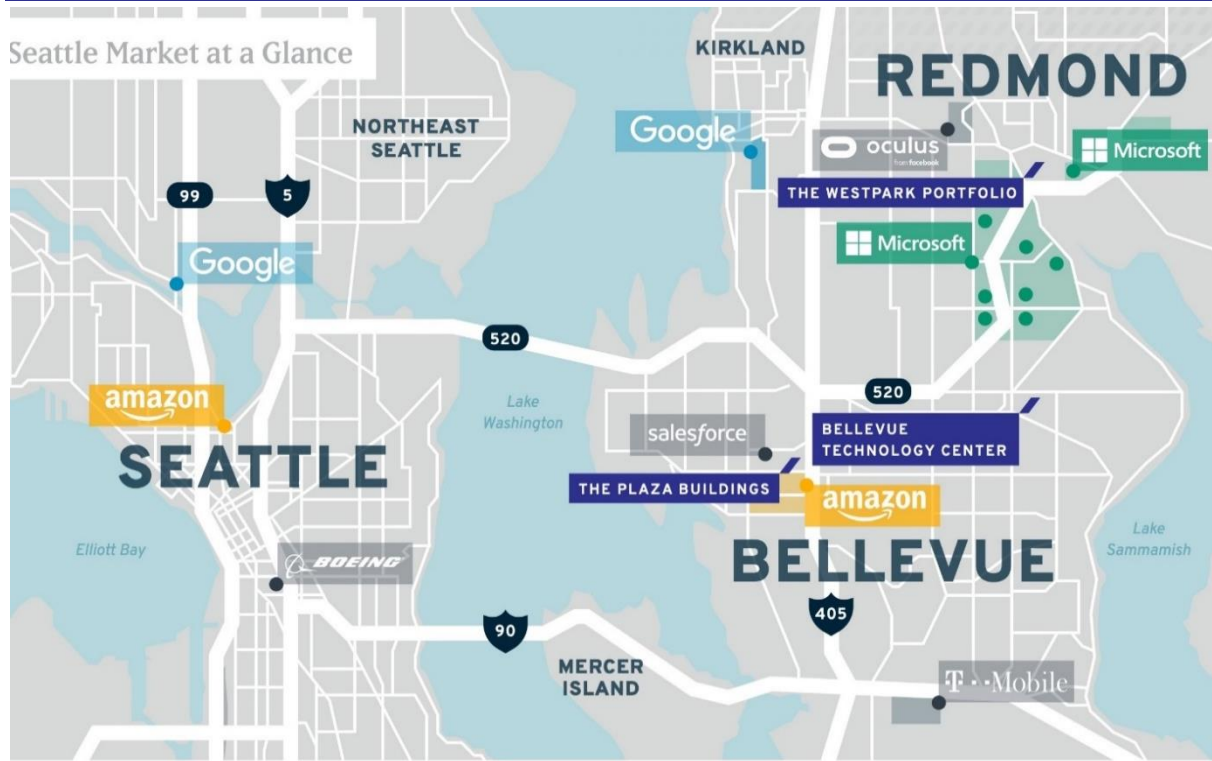 Seattle Market at a Glance
KIRKLAND
REDMOND
NORTHEAST
SEATTLE
Google
oculus
from facebook
Microsoft
THE WESTPARK PORTFOLIO
99
5
Google
Microsoft
520
520
amazon
Lake
Washington
SEATTLE
salesforce
BELLEVUE
TECHNOLOGY CENTER
THE PLAZA BUILDINGS
amazon
Elliott Bay
BOEING
BELLEVUE
Lake
Sammamish
405
90
MERCER
ISLAND
T··Mobile